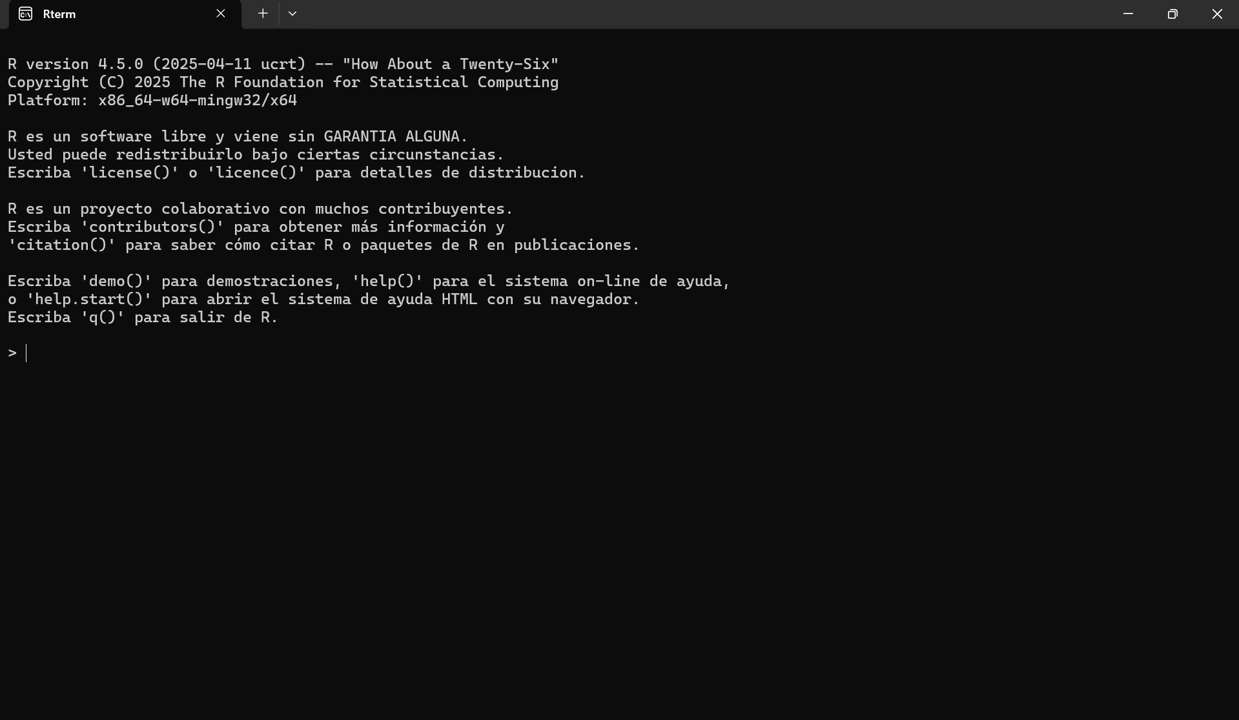 Rterm
R version 4.5.0 (2025-04-11 ucrt) -- "How About a Twenty-Six"
Copyright (C) 2025 The R Foundation for Statistical Computing
Platform: x86_64-w64-mingw32/x64
R es un software libre y viene sin GARANTIA ALGUNA.
Usted puede redistribuirlo bajo ciertas circunstancias.
Escriba 'license()' o 'licence()' para detalles de distribucion.
R es un proyecto colaborativo con muchos contribuyentes.
Escriba 'contributors()' para obtener más información y
'citation()' para saber cómo citar R o paquetes de R en publicaciones.
Escriba 'demo()' para demostraciones, 'help()' para el sistema on-line de ayuda,
o 'help.start()' para abrir el sistema de ayuda HTML con su navegador.
Escriba 'q()' para salir de R.
>